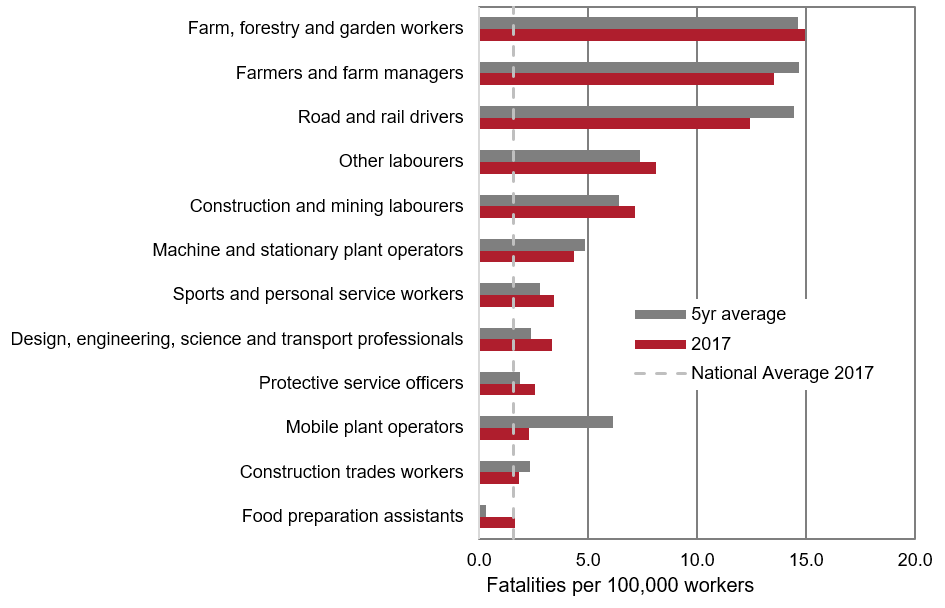 Farm, forestry and garden workers
Farmers and farm managers
Road and rail drivers
Other labourers
Construction and mining labourers
Machine and stationary plant operators
Sports and personal service workers
Design, engineering, science and transport professionals
Protective service officers
Mobile plant operators
Construction trades workers
Food preparation assistants
5yr average
2017
National Average 2017
0.0 5.0 10.0 15.0 20.0
Fatalities per 100,000 workers